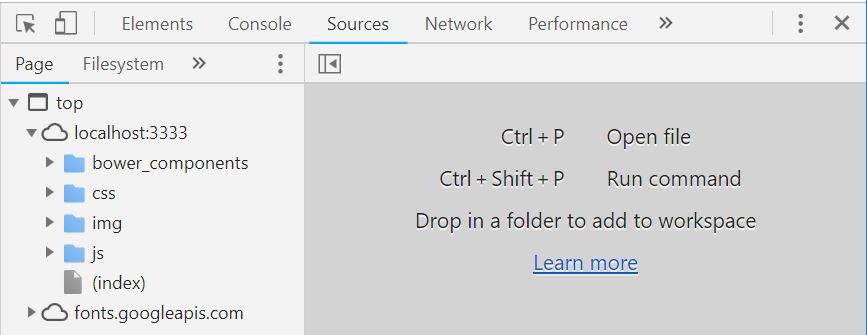 Elements Console Sources Network Performance »
Page Filesystem »
top
localhost:3333
bower_components
css
img
js
(index)
fonts.googleapis.com
Ctrl + P Open file
Ctrl + Shift + P Run command
Drop in a folder to add to workspace
Learn more